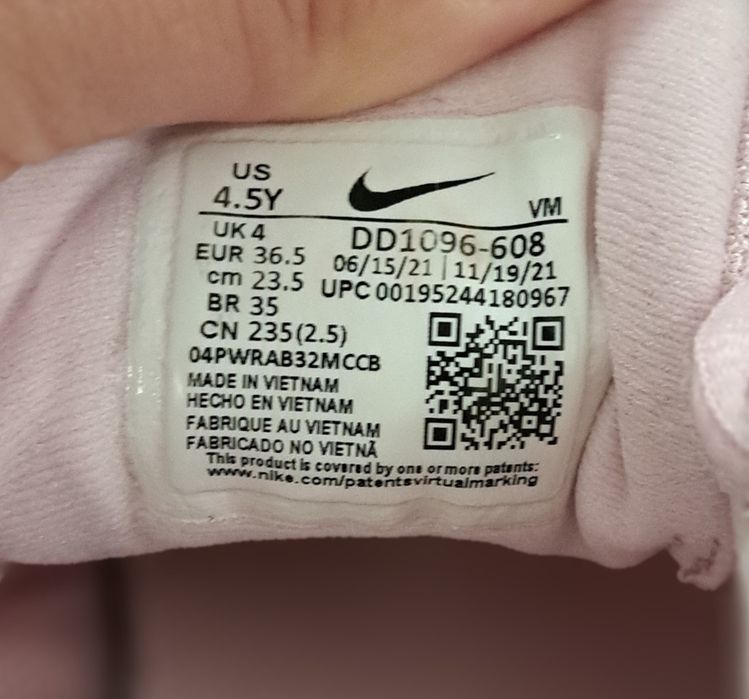 US
4.5Y
VM
UK 4
EUR 36.5
cm 23.5
BR 35
CN 235(2.5)
DD1096-608
06/15/21 | 11/19/21
UPC 00195244180967
04PWRAB32MCCB
MADE IN VIETNAM
HECHO EN VIETNAM
FABRIQUE AU VIETNAM
FABRICADO NO VIETNÃ
This product is covered by one or more patents:
www.nike.com/patentsvirtualmarking